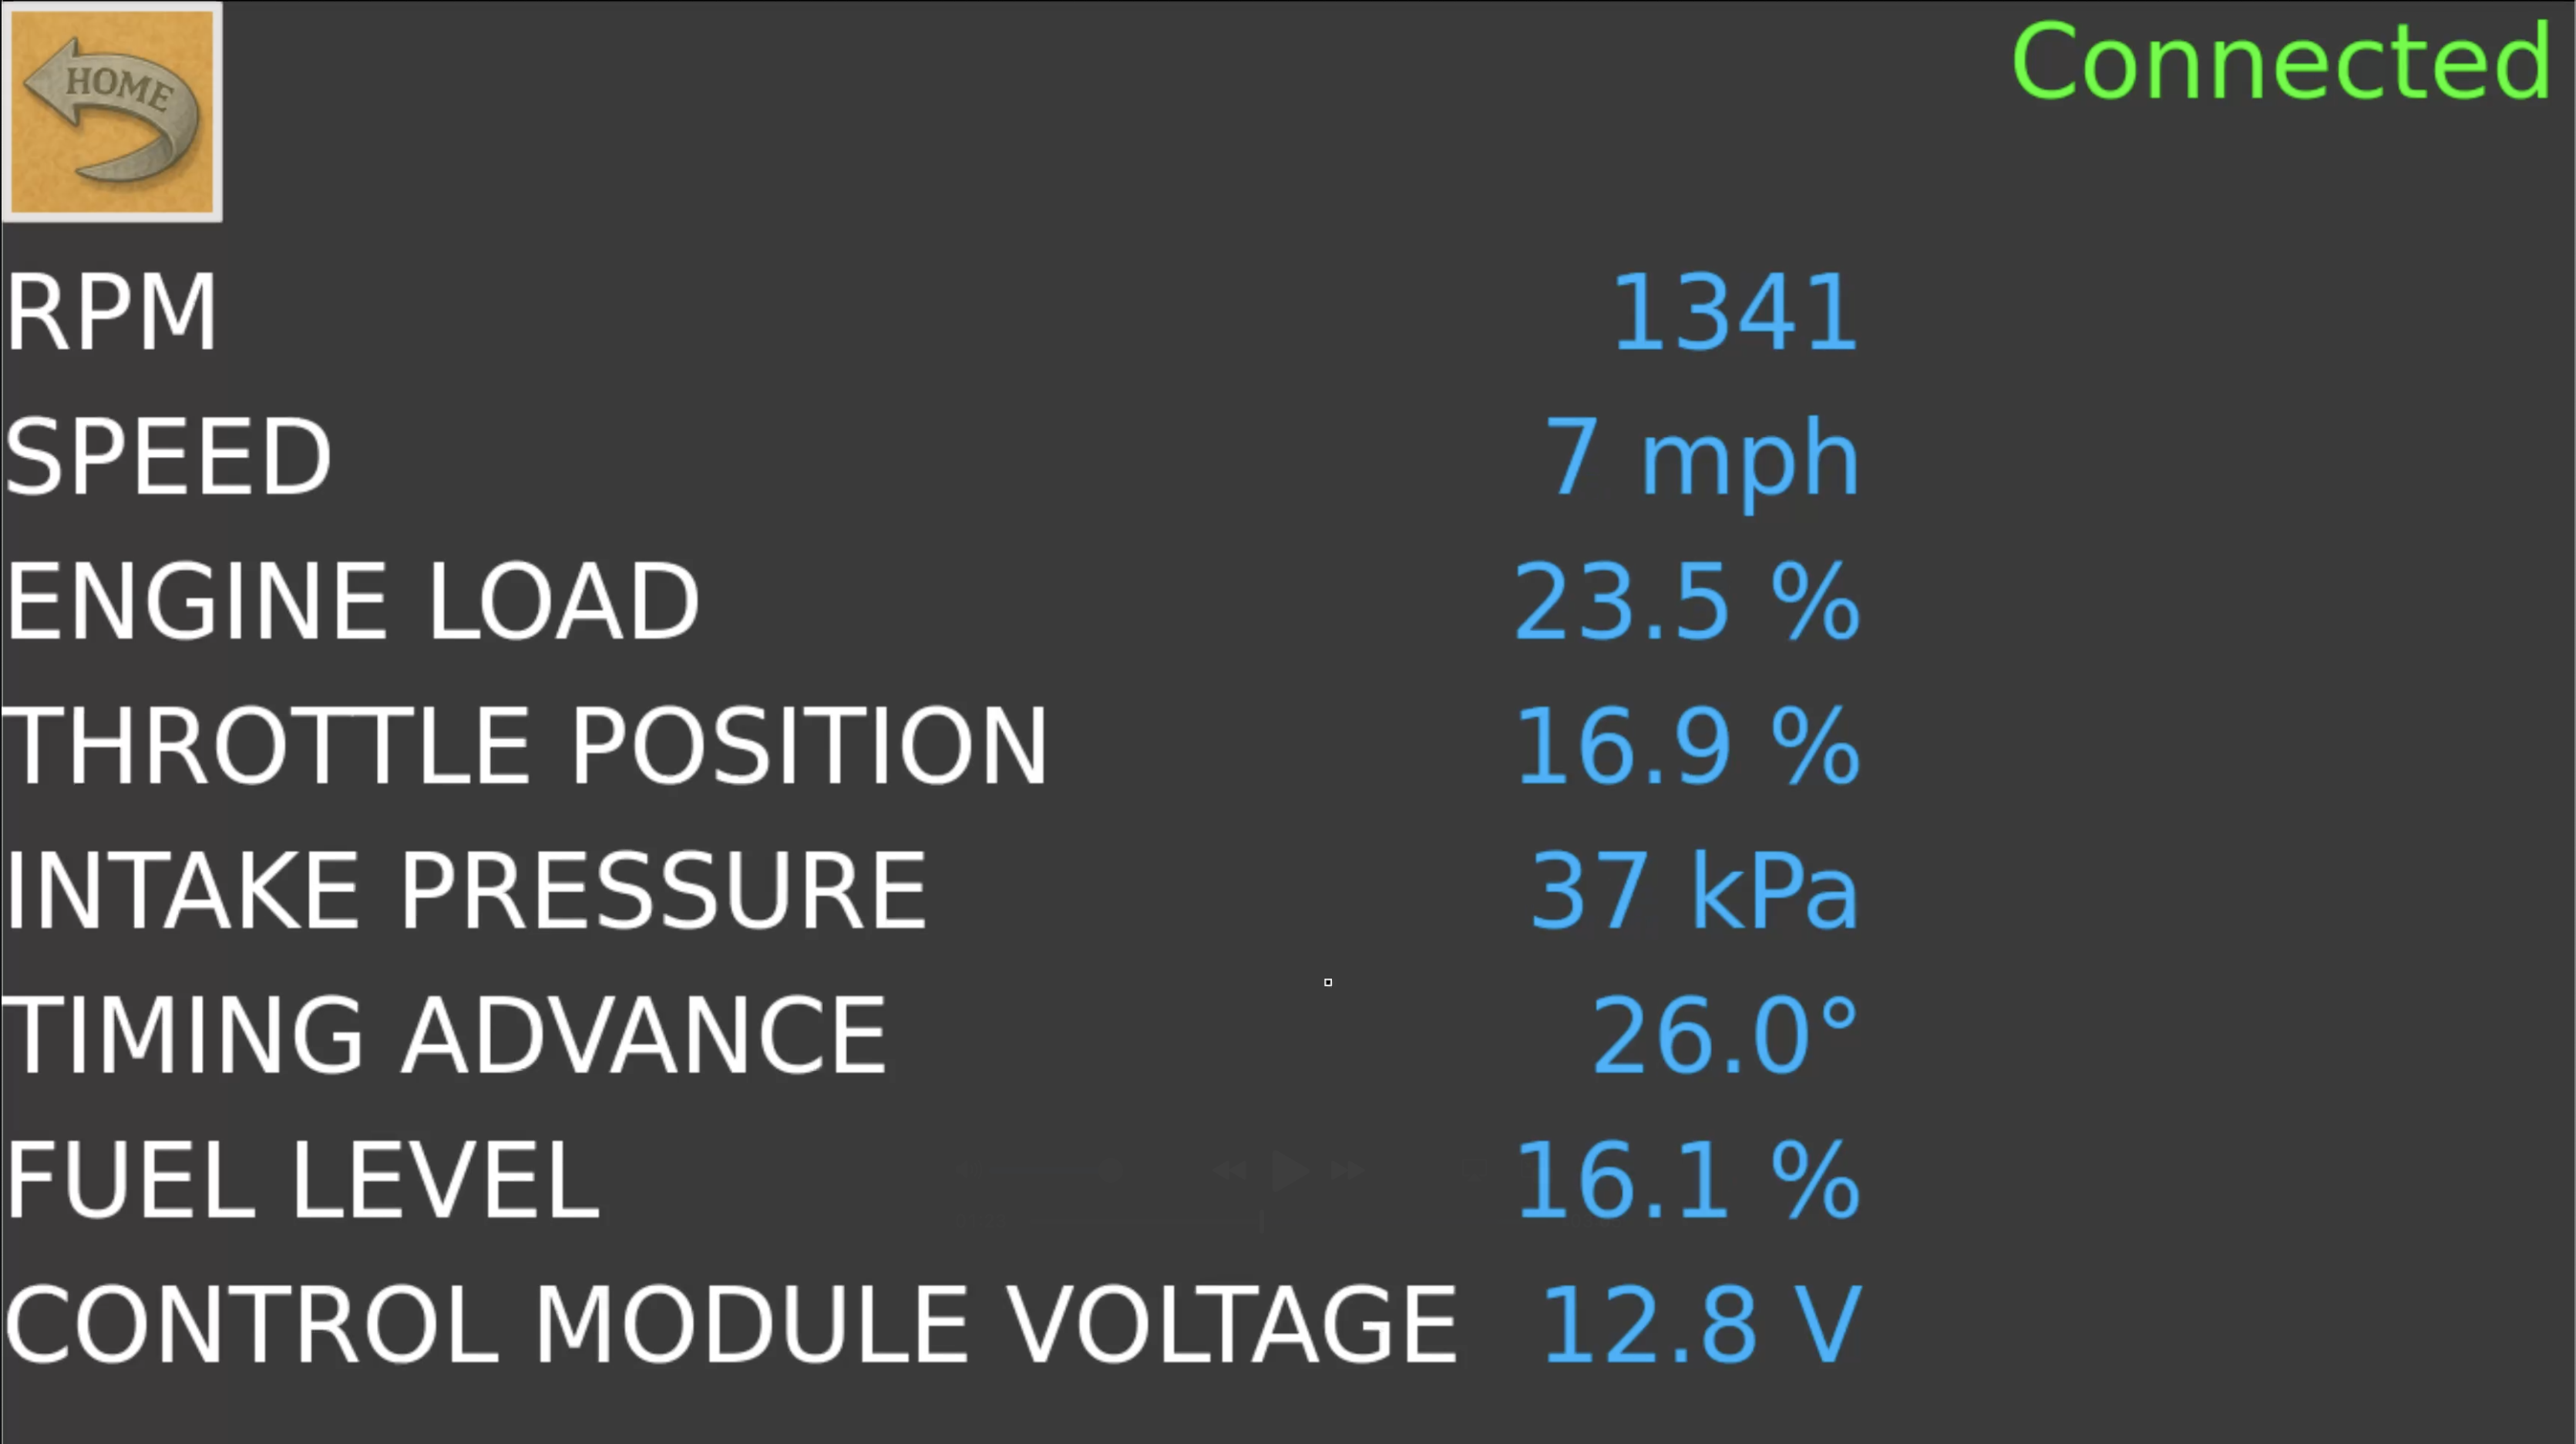 HOME
Connected
RPM 1341
SPEED 7 mph
ENGINE LOAD 23.5 %
THROTTLE POSITION 16.9 %
INTAKE PRESSURE 37 kPa
TIMING ADVANCE 26.0°
FUEL LEVEL 16.1 %
CONTROL MODULE VOLTAGE 12.8 V